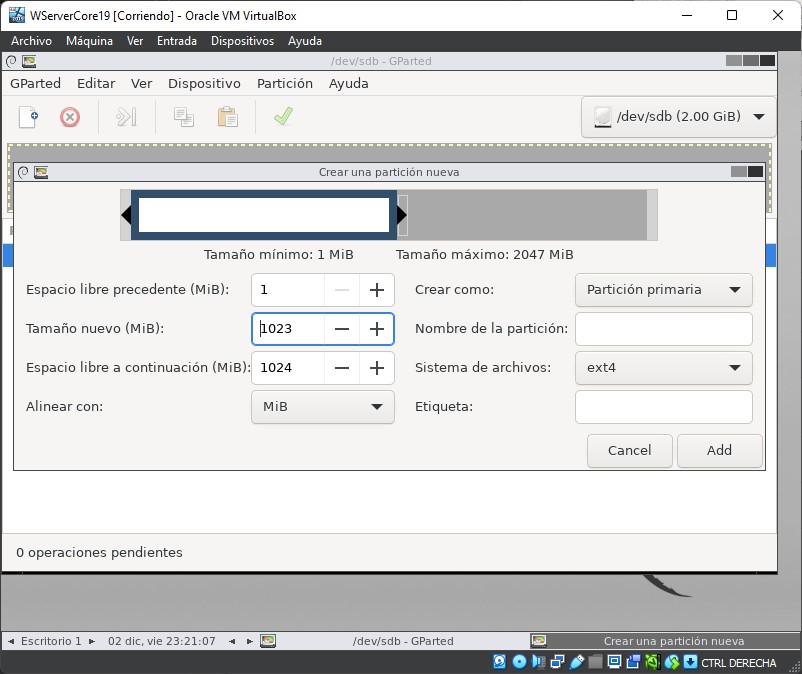 WServerCore19 [Corriendo] - Oracle VM VirtualBox
Archivo Máquina Ver Entrada Dispositivos Ayuda
/dev/sdb - GParted
GParted Editar Ver Dispositivo Partición Ayuda
/dev/sdb (2.00 GiB)
Crear una partición nueva
Tamaño mínimo: 1 MiB Tamaño máximo: 2047 MiB
Espacio libre precedente (MiB): 1 Crear como: Partición primaria
Tamaño nuevo (MiB): 1023 Nombre de la partición:
Espacio libre a continuación (MiB): 1024 Sistema de archivos: ext4
Alinear con: MiB Etiqueta:
Cancel Add
0 operaciones pendientes
Escritorio 1 02 dic, vie 23:21:07 /dev/sdb - GParted Crear una partición nueva
CTRL DERECHA